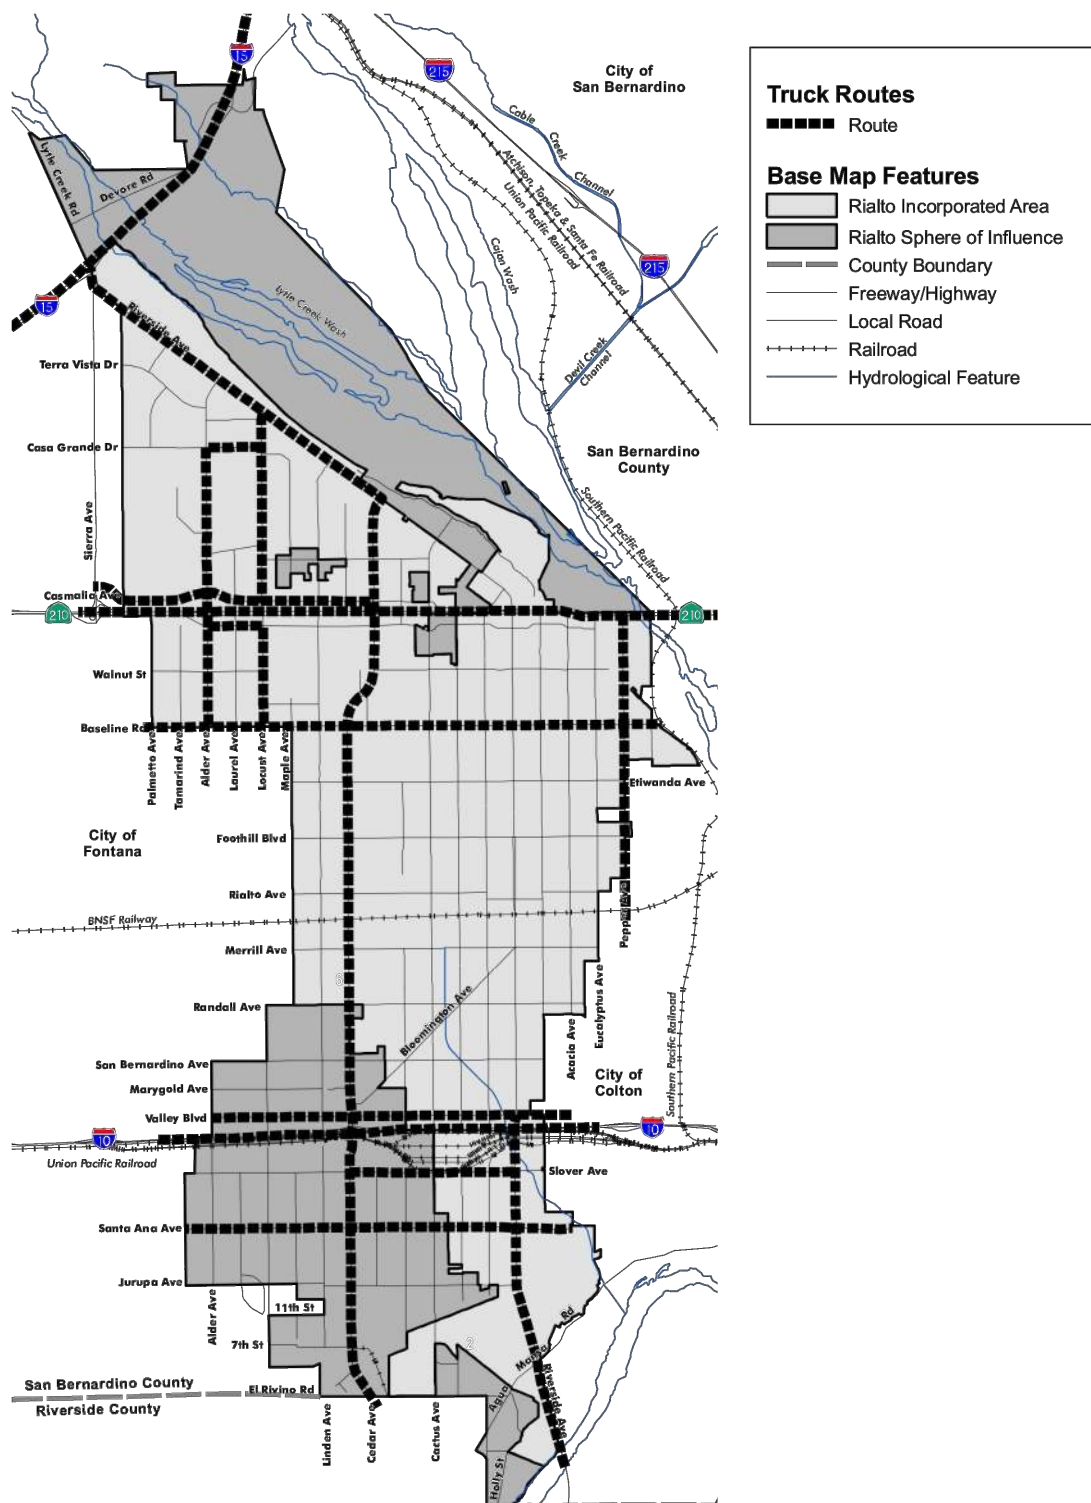 15
215
City of
San Bernardino
Cable
Creek
Channel
Lytle Creek Rd
Devore Rd
Atchison, Topeka & Santa Fe Railroad
Union Pacific Railroad
Cajon Wash
215
15
Riverside Ave
Lytle Creek Wash
Terra Vista Dr
Devil Creek
Channel
Casa Grande Dr
San Bernardino
County
Sierra Ave
Southern Pacific Railroad
Casmalia Ave
210
210
Walnut St
Baseline Rd
Palmetto Ave
Tamarind Ave
Alder Ave
Laurel Ave
Locust Ave
Maple Ave
Etiwanda Ave
City of
Fontana
Foothill Blvd
Rialto Ave
Pepper Ave
BNSF Railway
Merrill Ave
Randall Ave
Bloomington Ave
Eucalyptus Ave
Acacia Ave
Southern Pacific Railroad
San Bernardino Ave
City of
Colton
Marygold Ave
Valley Blvd
10
10
Union Pacific Railroad
Slover Ave
Santa Ana Ave
Jurupa Ave
Alder Ave
11th St
7th St
Agua Mansa Rd
Riverside Ave
San Bernardino County
El Rivino Rd
Riverside County
Linden Ave
Cedar Ave
Cactus Ave
Holly St
Truck Routes
Route
Base Map Features
Rialto Incorporated Area
Rialto Sphere of Influence
County Boundary
Freeway/Highway
Local Road
Railroad
Hydrological Feature